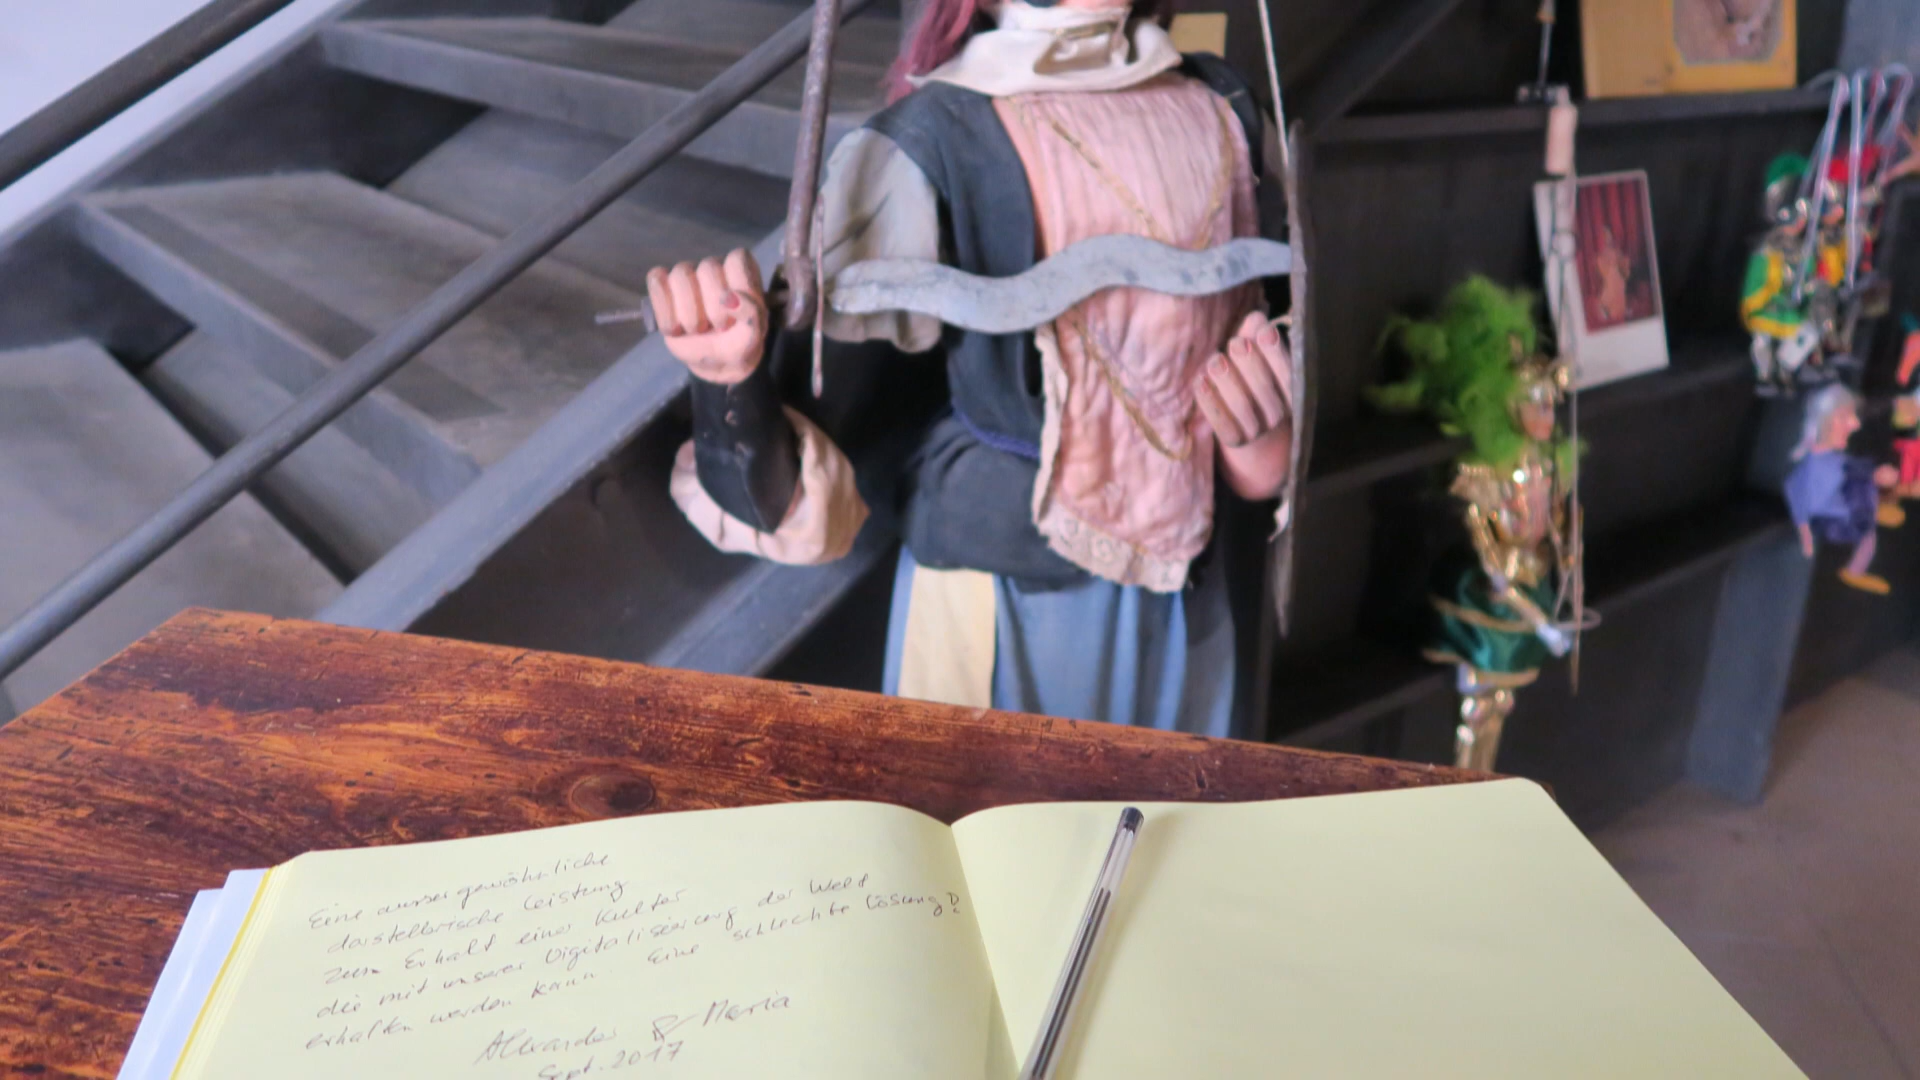 Eine aussergewöhnliche
darstellerische Leistung
zum Erhalt einer Kultur
die mit unserer Digitalisierung der Welt
erhalten werden kann. Eine schlechte Lösung?
Alexander & Maria
Sept. 2017